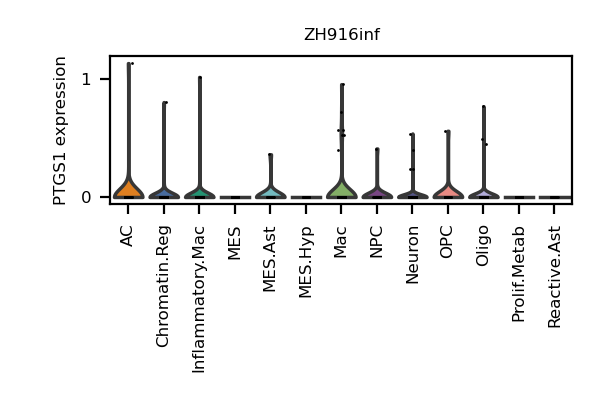 ZH916inf
PTGS1 expression
1
0
AC
Chromatin.Reg
Inflammatory.Mac
MES
MES.Ast
MES.Hyp
Mac
NPC
Neuron
OPC
Oligo
Prolif.Metab
Reactive.Ast